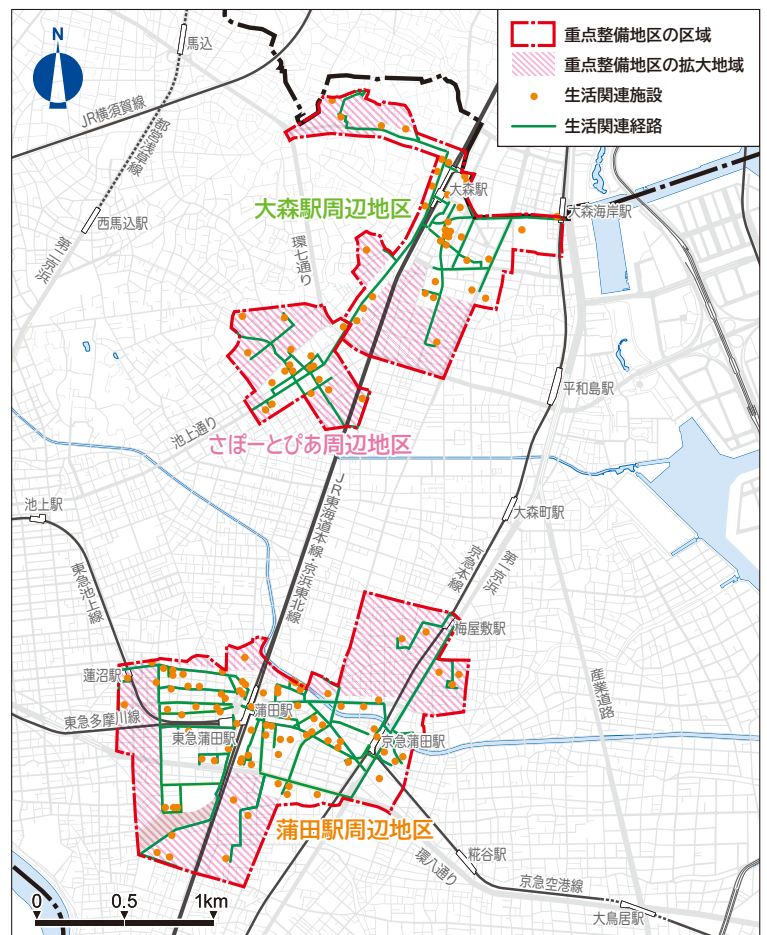 N
重点整備地区の区域
重点整備地区の拡大地域
生活関連施設
生活関連経路
馬込
JR横須賀線
都営浅草線
大森駅
大森駅周辺地区
大森海岸駅
西馬込駅
第二京浜
環七通り
平和島駅
池上通り
さぽーとぴあ周辺地区
池上駅
JR東海道本線・京浜東北線
大森町駅
京急本線
第一京浜
東急池上線
梅屋敷駅
蓮沼駅
産業道路
蒲田駅
東急多摩川線
東急蒲田駅
京急蒲田駅
蒲田駅周辺地区
環八通り
糀谷駅
京急空港線
大鳥居駅
0 0.5 1km